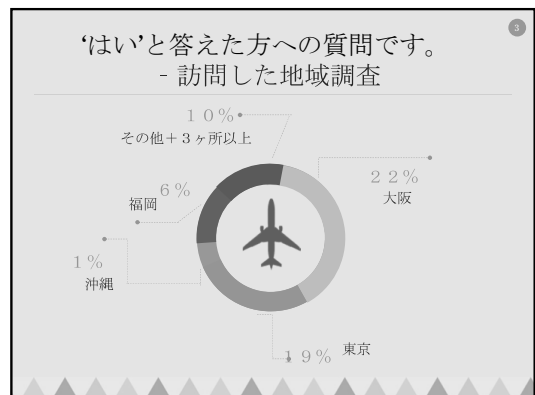 3
‘はい’と答えた方への質問です。
- 訪問した地域調査
１０%
その他＋３ヶ所以上
２２%
大阪
６%
福岡
１%
沖縄
１９%
東京